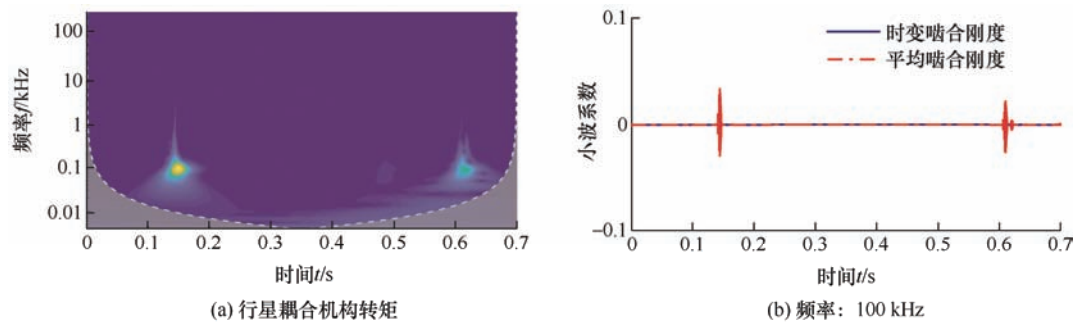 频率f/kHz
100
10
1
0.1
0.01
0 0.1 0.2 0.3 0.4 0.5 0.6 0.7
时间t/s
(a) 行星耦合机构转矩
小波系数
0.1
0
−0.1
时变啮合刚度
平均啮合刚度
0 0.1 0.2 0.3 0.4 0.5 0.6 0.7
时间t/s
(b) 频率：100 kHz